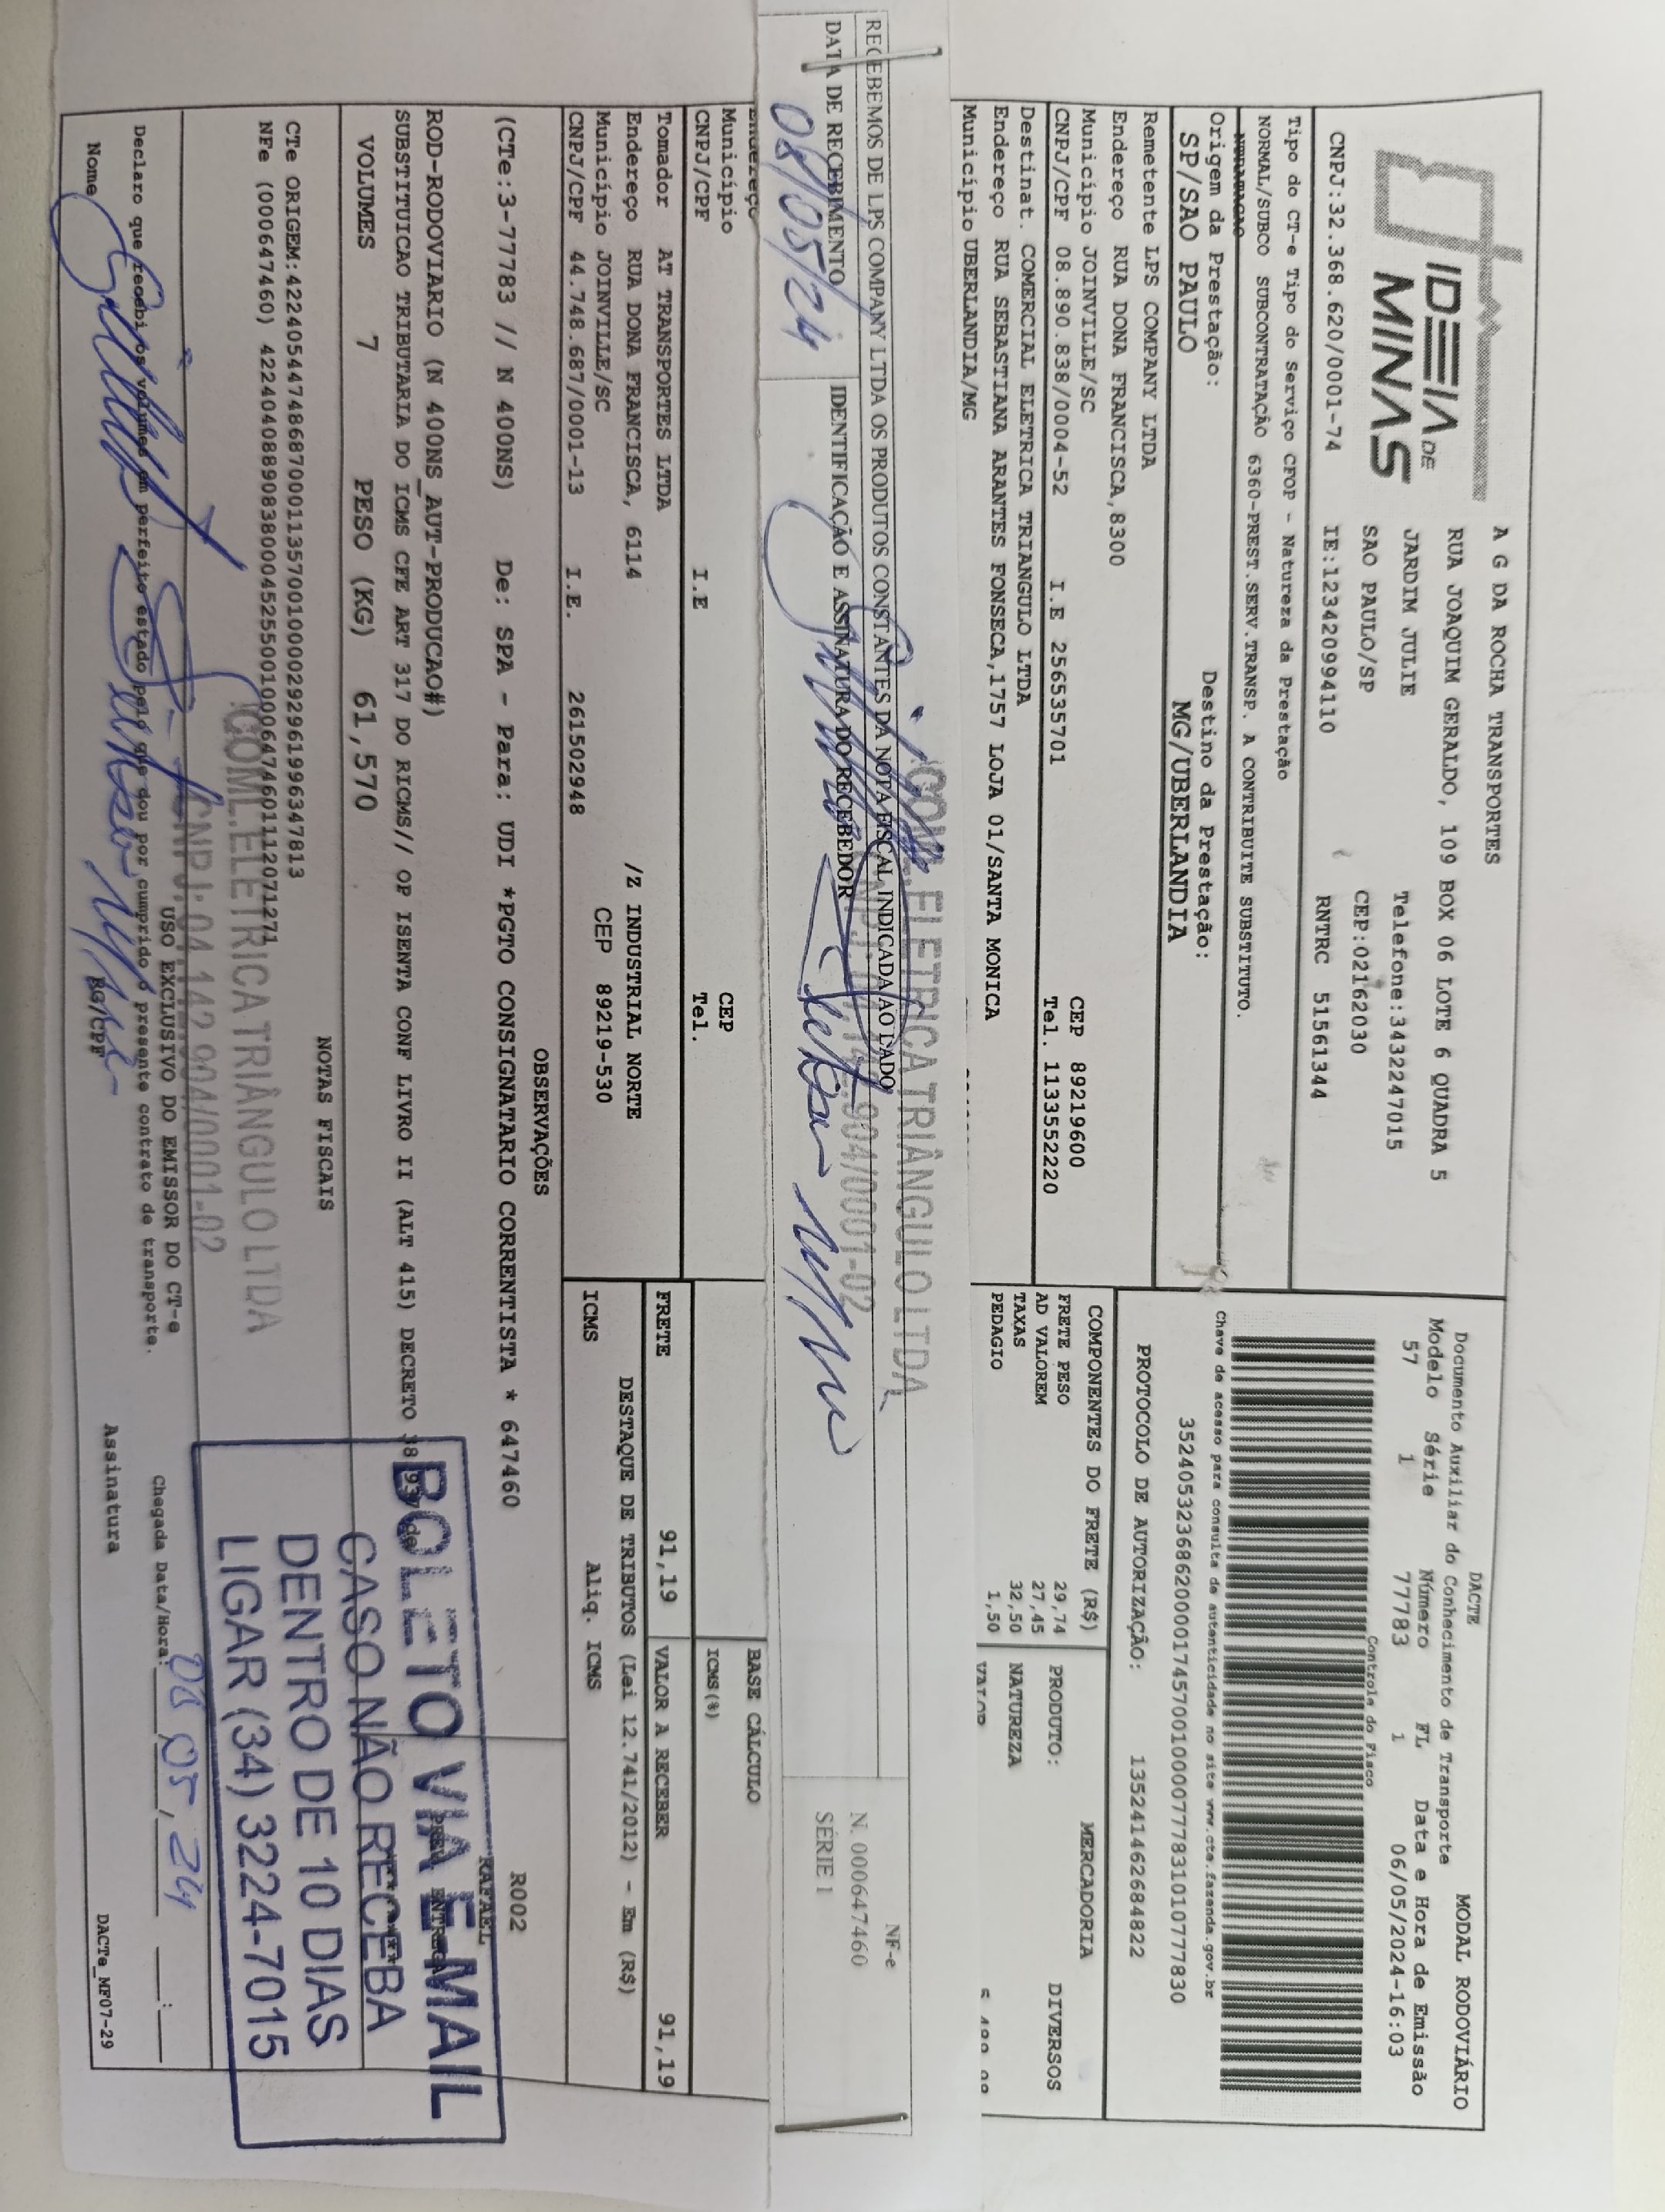 IDEIA DE
MINAS
A G DA ROCHA TRANSPORTES
RUA JOAQUIM GERALDO, 109 BOX 06 LOTE 6 QUADRA 5
JARDIM JULIE Telefone:3432247015
SAO PAULO/SP CEP:02162030
CNPJ:32.368.620/0001-74 IE:123420994110 RNTRC 51561344
DACTE
Documento Auxiliar do Conhecimento de Transporte
MODAL RODOVIÁRIO
Modelo Série Número FL Data e Hora de Emissão
57 1 77783 1 06/05/2024-16:03
Controle do Fisco
Chave de acesso para consulta de autenticidade no site www.cte.fazenda.gov.br
35240532368620000174570010000777831010777830
PROTOCOLO DE AUTORIZAÇÃO: 135241462684822
Tipo do CT-e Tipo do Serviço CFOP - Natureza da Prestação
NORMAL/SUBCO SUBCONTRATAÇÃO 6360-PREST.SERV.TRANSP. A CONTRIBUITE SUBSTITUTO.
Origem da Prestação: Destino da Prestação:
SP/SAO PAULO MG/UBERLANDIA
Remetente LPS COMPANY LTDA
Endereço RUA DONA FRANCISCA,8300
Município JOINVILLE/SC CEP 89219600
CNPJ/CPF 08.890.838/0004-52 I.E 256535701 Tel. 1133552220
Destinat. COMERCIAL ELETRICA TRIANGULO LTDA
Endereço RUA SEBASTIANA ARANTES FONSECA,1757 LOJA 01/SANTA MONICA
Município UBERLANDIA/MG
COMPONENTES DO FRETE (R$)
FRETE PESO 29,74
AD VALOREM 27,45
TAXAS 32,50
PEDAGIO 1,50
MERCADORIA
PRODUTO: DIVERSOS
NATUREZA
VALOR
RECEBEMOS DE LPS COMPANY LTDA OS PRODUTOS CONSTANTES DA NOTA FISCAL INDICADA AO LADO
DATA DE RECEBIMENTO IDENTIFICAÇÃO E ASSINATURA DO RECEBEDOR
08/05/24
COML.ELETRICA TRIÂNGULO LTDA
NF-e
N. 000647460
SÉRIE 1
Endereço
Município CEP
CNPJ/CPF I.E Tel.
BASE CÁLCULO
ICMS(%)
Tomador AT TRANSPORTES LTDA
Endereço RUA DONA FRANCISCA, 6114 /Z INDUSTRIAL NORTE
Município JOINVILLE/SC CEP 89219-530
CNPJ/CPF 44.748.687/0001-13 I.E. 261502948
FRETE 91,19 VALOR A RECEBER 91,19
DESTAQUE DE TRIBUTOS (Lei 12.741/2012) - Em (R$)
ICMS Aliq. ICMS
OBSERVAÇÕES
(CTe:3-77783 // N 400NS) De: SPA - Para: UDI *PGTO CONSIGNATARIO CORRENTISTA * 647460
R002
RAFAEL
PREV. ENTREGA
ROD-RODOVIARIO (N 400NS_AUT-PRODUCAO#)
SUBSTITUICAO TRIBUTARIA DO ICMS CFE ART 317 DO RICMS// OP ISENTA CONF LIVRO II (ALT 415) DECRETO
VOLUMES 7 PESO (KG) 61,570
NOTAS FISCAIS
CTe ORIGEM:42240544748687000113570010000292961996347813
NFe (000647460) 42240408890838000452550010006474601112071271
COML.ELETRICA TRIÂNGULO LTDA
CNPJ: 04.142.904/0001-02
USO EXCLUSIVO DO EMISSOR DO CT-e
Declaro que recebi os volumes em perfeito estado pelo que dou por cumprido o presente contrato de transporte.
Chegada Data/Hora: 08 05, 24
Nome RG/CPF Assinatura
DACTe_MF07-29
BOLETO VIA E-MAIL
CASO NÃO RECEBA
DENTRO DE 10 DIAS
LIGAR (34) 3224-7015